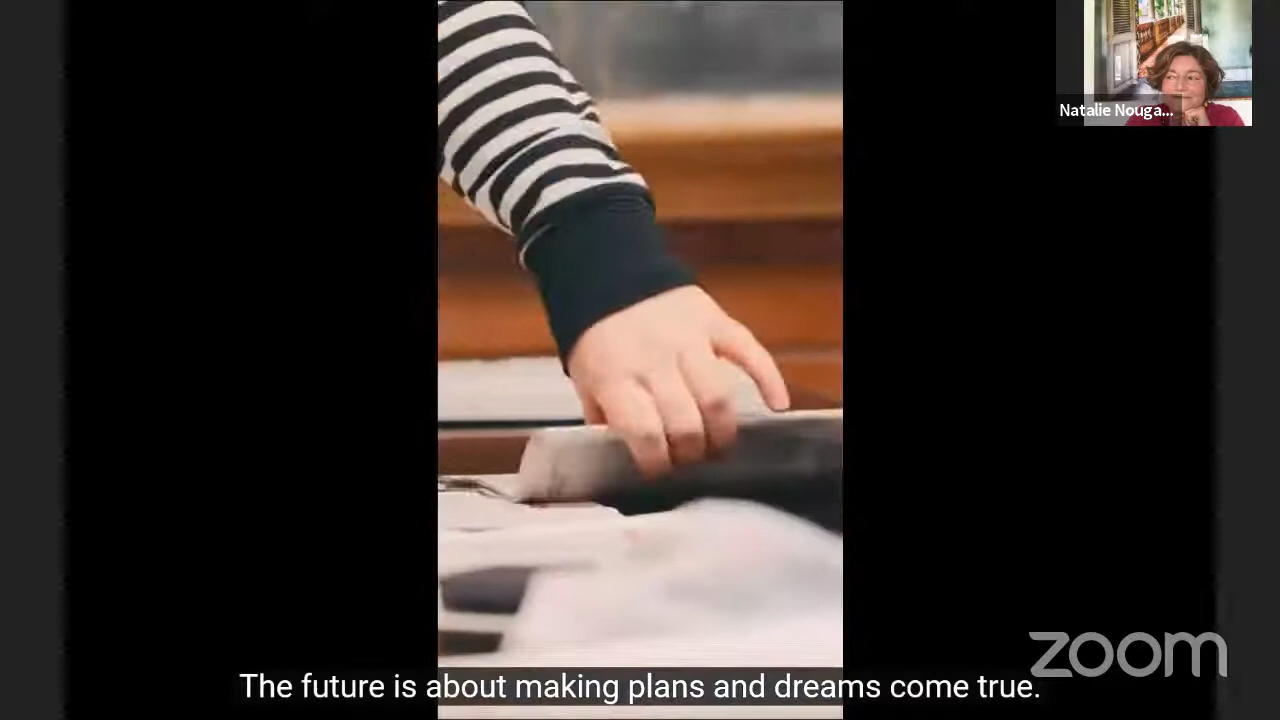 Natalie Nouga...
zoom
The future is about making plans and dreams come true.